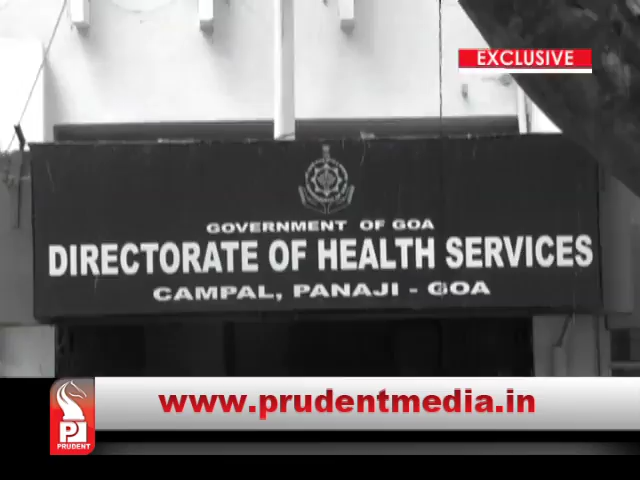 EXCLUSIVE
GOVERNMENT OF GOA
DIRECTORATE OF HEALTH SERVICES
CAMPAL, PANAJI - GOA
www.prudentmedia.in
P
PRUDENT